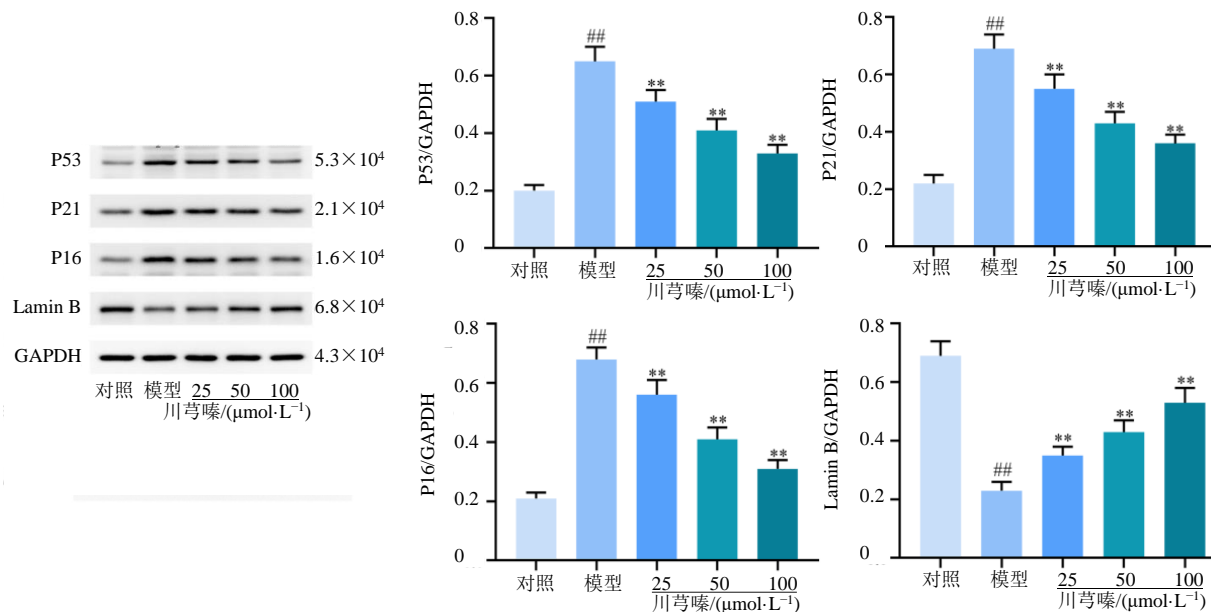 P53 5.3×10⁴
P21 2.1×10⁴
P16 1.6×10⁴
Lamin B 6.8×10⁴
GAPDH 4.3×10⁴
对照 模型 25 50 100
川芎嗪/(μmol·L⁻¹)
0.8
0.6
0.4
0.2
0
P53/GAPDH
## ** ** **
对照 模型 25 50 100
川芎嗪/(μmol·L⁻¹)
0.8
0.6
0.4
0.2
0
P21/GAPDH
## ** ** **
对照 模型 25 50 100
川芎嗪/(μmol·L⁻¹)
0.8
0.6
0.4
0.2
0
P16/GAPDH
## ** ** **
对照 模型 25 50 100
川芎嗪/(μmol·L⁻¹)
0.8
0.6
0.4
0.2
0
Lamin B/GAPDH
## ** ** **
对照 模型 25 50 100
川芎嗪/(μmol·L⁻¹)